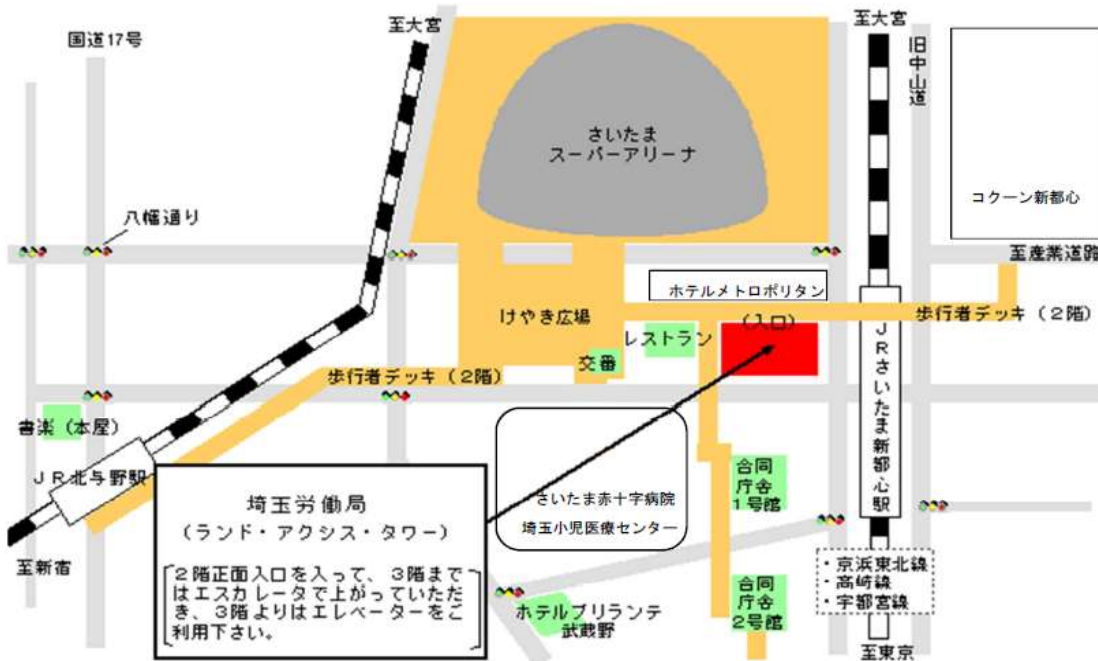 至大宮
至大宮
国道17号
旧中山道
さいたま
スーパーアリーナ
コクーン新都心
八幡通り
至産業道路
ホテルメトロポリタン
けやき広場
(入口)
歩行者デッキ(2階)
レストラン
交番
歩行者デッキ(2階)
JRさいたま新都心駅
書楽(本屋)
JR北与野駅
合同
庁舎
1号館
埼玉労働局
(ランド・アクシス・タワー)
さいたま赤十字病院
埼玉小児医療センター
至新宿
2階正面入口を入って、3階まで
はエスカレータで上がっていただ
き、3階よりはエレベーターをご
利用下さい。
・京浜東北線
・高崎線
・宇都宮線
合同
庁舎
2号館
ホテルブリランテ
武蔵野
至東京